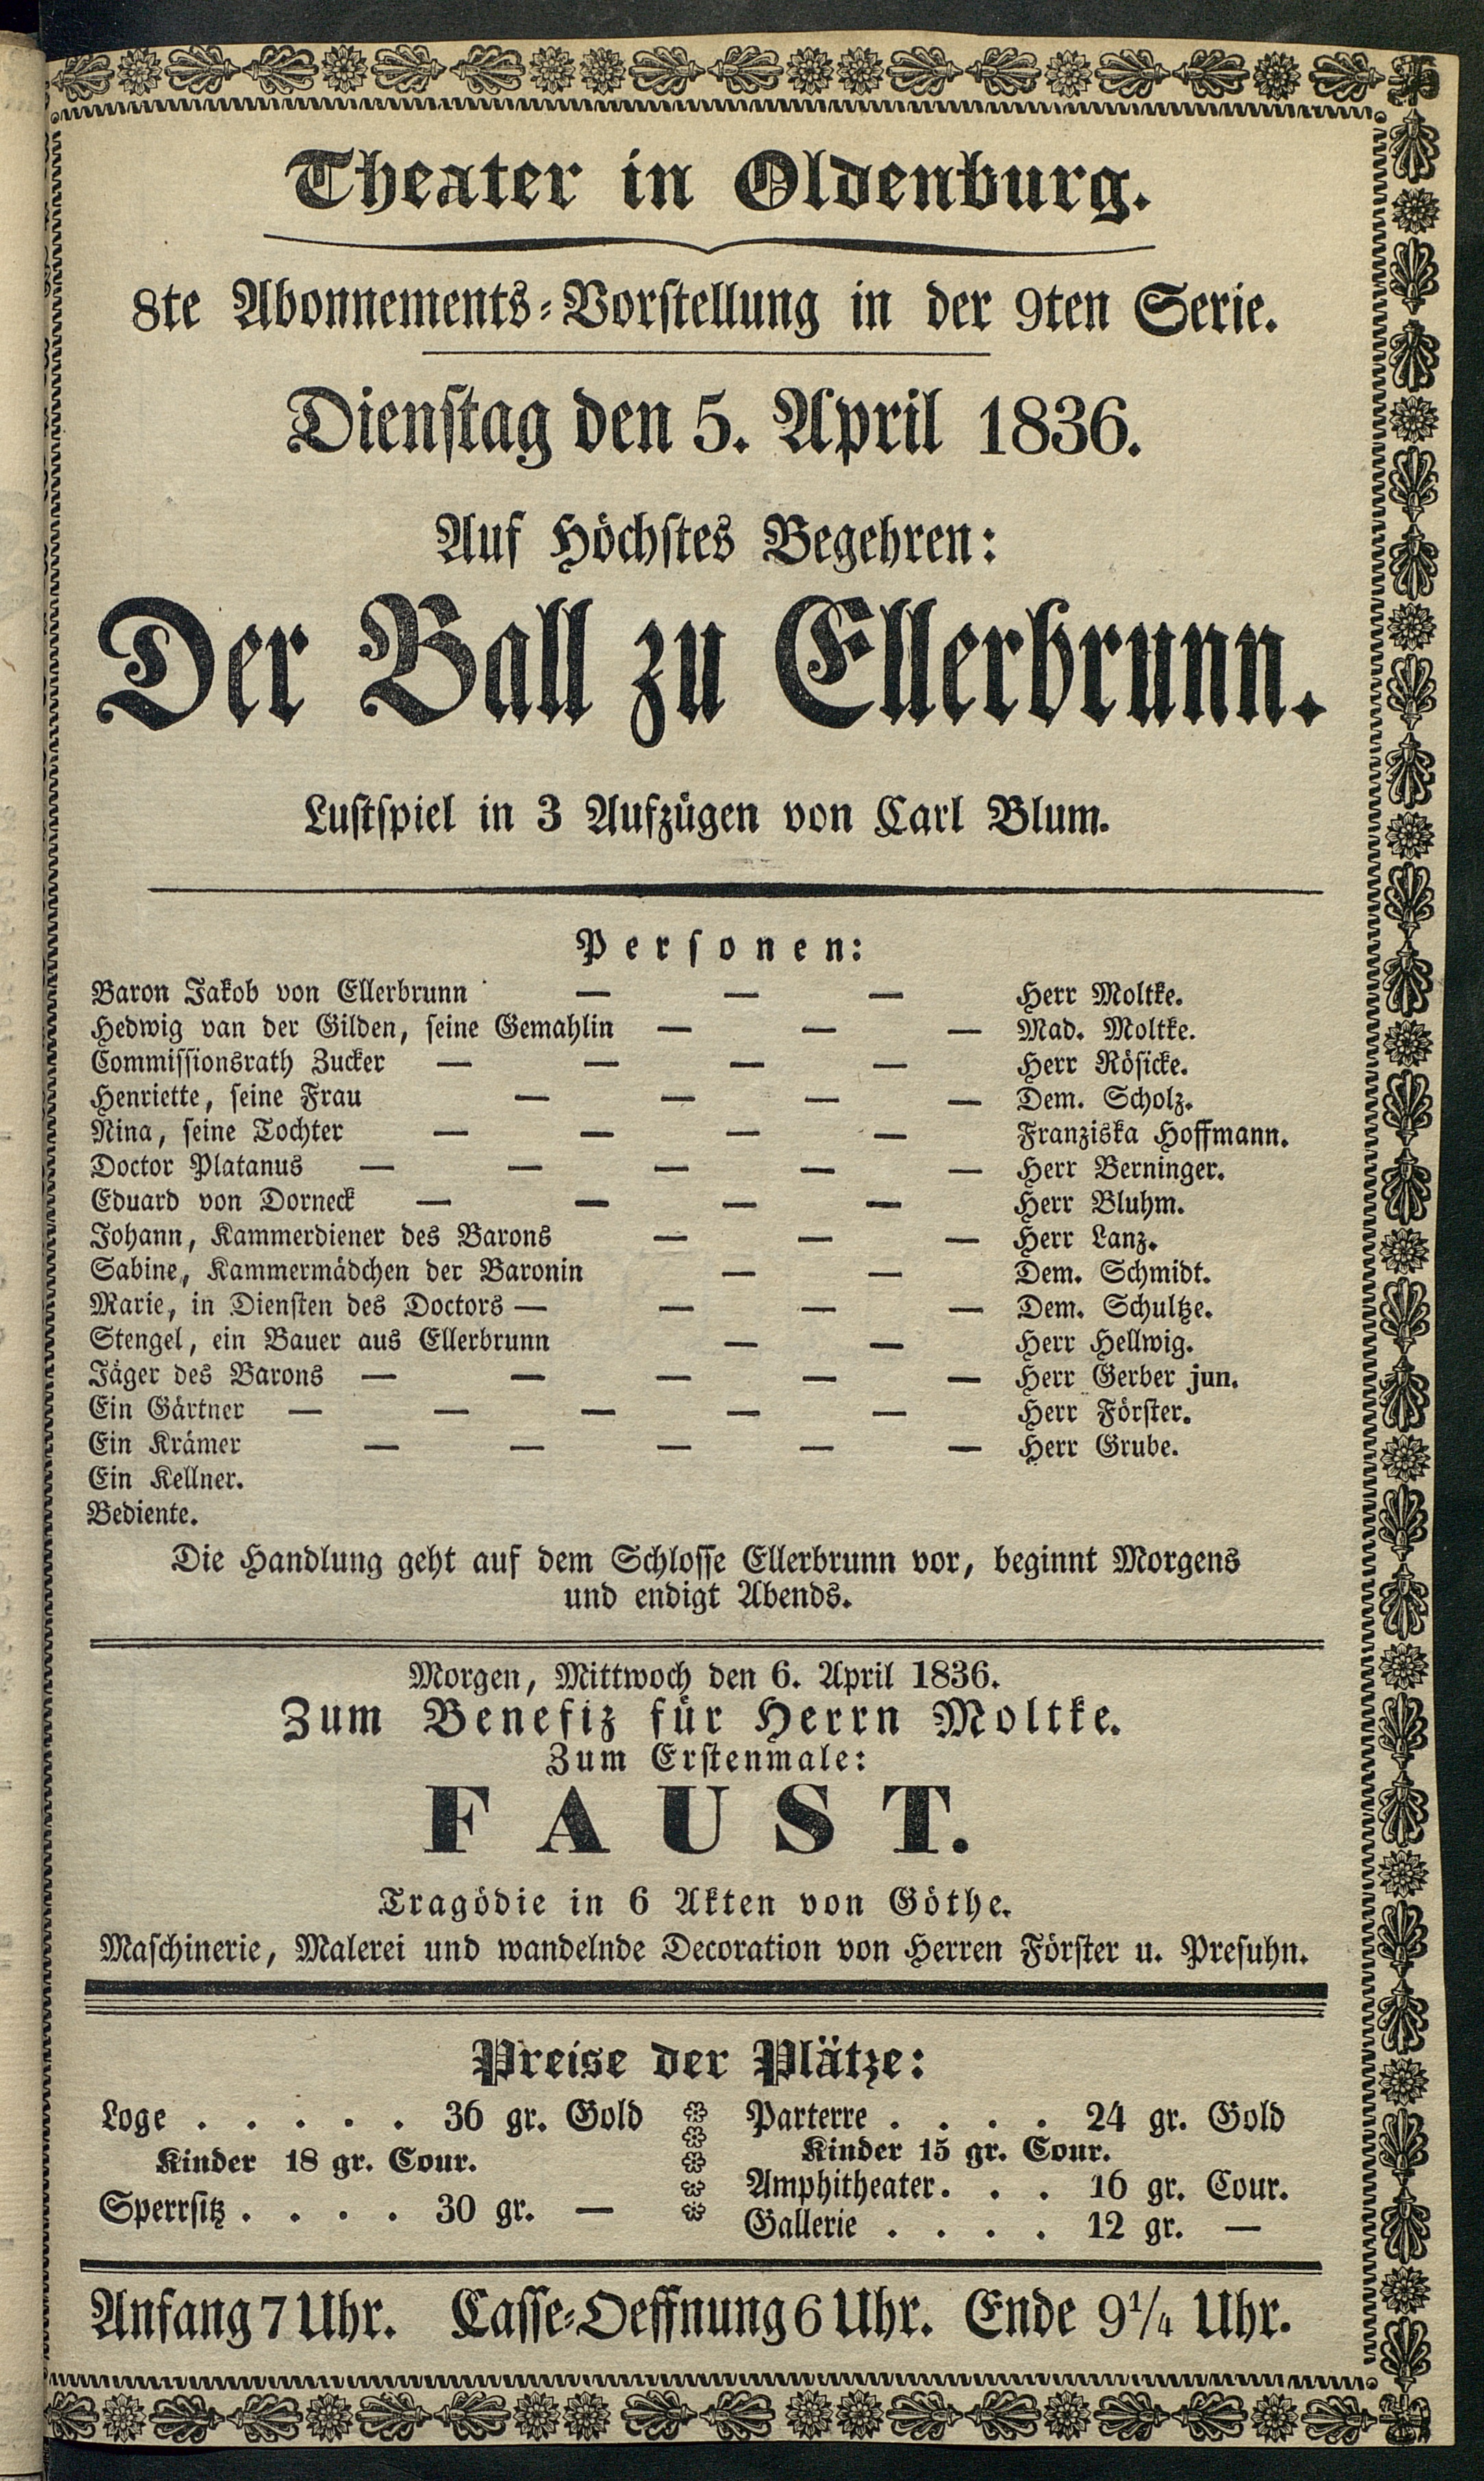 Theater in Oldenburg.
8te Abonnements-Vorstellung in der 9ten Serie.
Dienstag den 5. April 1836.
Auf Höchstes Begehren:
Der Ball zu Ellerbrunn.
Lustspiel in 3 Aufzügen von Carl Blum.
Personen:
Baron Jakob von Ellerbrunn — — — Herr Moltke.
Hedwig van der Gilden, seine Gemahlin — — — Mad. Moltke.
Commissionsrath Zucker — — — — Herr Rösicke.
Henriette, seine Frau — — — — Dem. Scholz.
Nina, seine Tochter — — — — Franziska Hoffmann.
Doctor Platanus — — — — — Herr Berninger.
Eduard von Dorneck — — — — Herr Bluhm.
Johann, Kammerdiener des Barons — — — Herr Lanz.
Sabine, Kammermädchen der Baronin — — Dem. Schmidt.
Marie, in Diensten des Doctors — — — — Dem. Schultze.
Stengel, ein Bauer aus Ellerbrunn — — Herr Hellwig.
Jäger des Barons — — — — — Herr Gerber jun.
Ein Gärtner — — — — — Herr Förster.
Ein Krämer — — — — — Herr Grube.
Ein Kellner.
Bediente.
Die Handlung geht auf dem Schlosse Ellerbrunn vor, beginnt Morgens
und endigt Abends.
Morgen, Mittwoch den 6. April 1836.
Zum Benefiz für Herrn Moltke.
Zum Erstenmale:
FAUST.
Tragödie in 6 Akten von Göthe.
Maschinerie, Malerei und wandelnde Decoration von Herren Förster u. Presuhn.
Preise der Plätze:
Loge . . . . . 36 gr. Gold
Kinder 18 gr. Cour.
Sperrsitz . . . . 30 gr. —
Parterre . . . . 24 gr. Gold
Kinder 15 gr. Cour.
Amphitheater . . . 16 gr. Cour.
Gallerie . . . . 12 gr. —
Anfang 7 Uhr. Casse-Oeffnung 6 Uhr. Ende 9¼ Uhr.